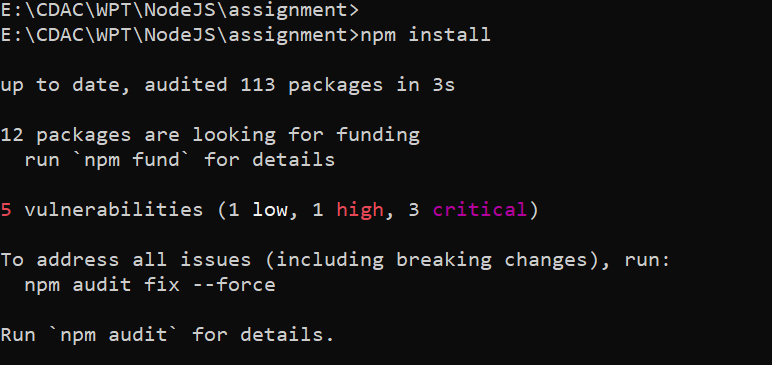 E:\CDAC\WPT\NodeJS\assignment>
E:\CDAC\WPT\NodeJS\assignment>npm install
up to date, audited 113 packages in 3s
12 packages are looking for funding
run `npm fund` for details
5 vulnerabilities (1 low, 1 high, 3 critical)
To address all issues (including breaking changes), run:
npm audit fix --force
Run `npm audit` for details.